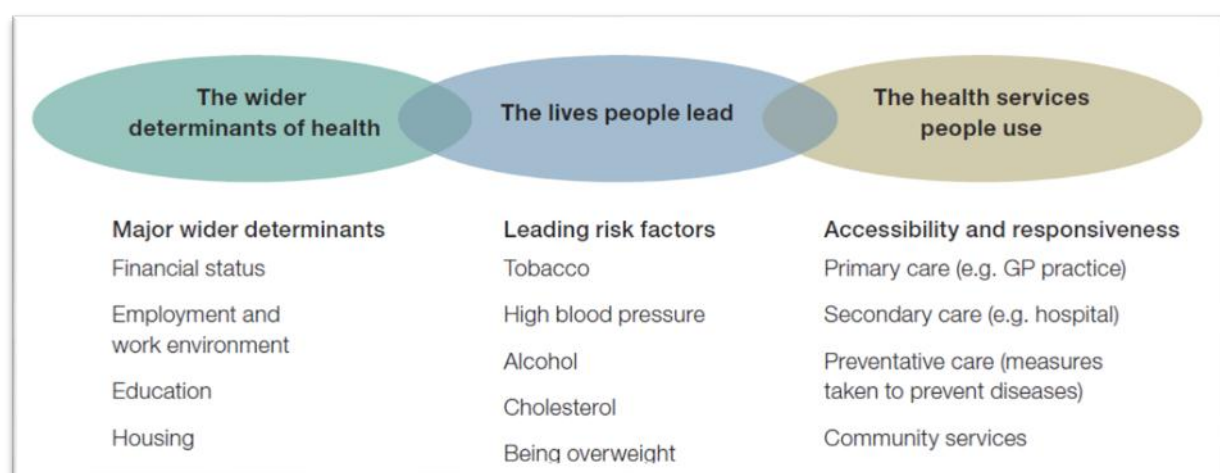 The wider
determinants of health
The lives people lead
The health services
people use
Major wider determinants
Financial status
Employment and
work environment
Education
Housing
Leading risk factors
Tobacco
High blood pressure
Alcohol
Cholesterol
Being overweight
Accessibility and responsiveness
Primary care (e.g. GP practice)
Secondary care (e.g. hospital)
Preventative care (measures
taken to prevent diseases)
Community services